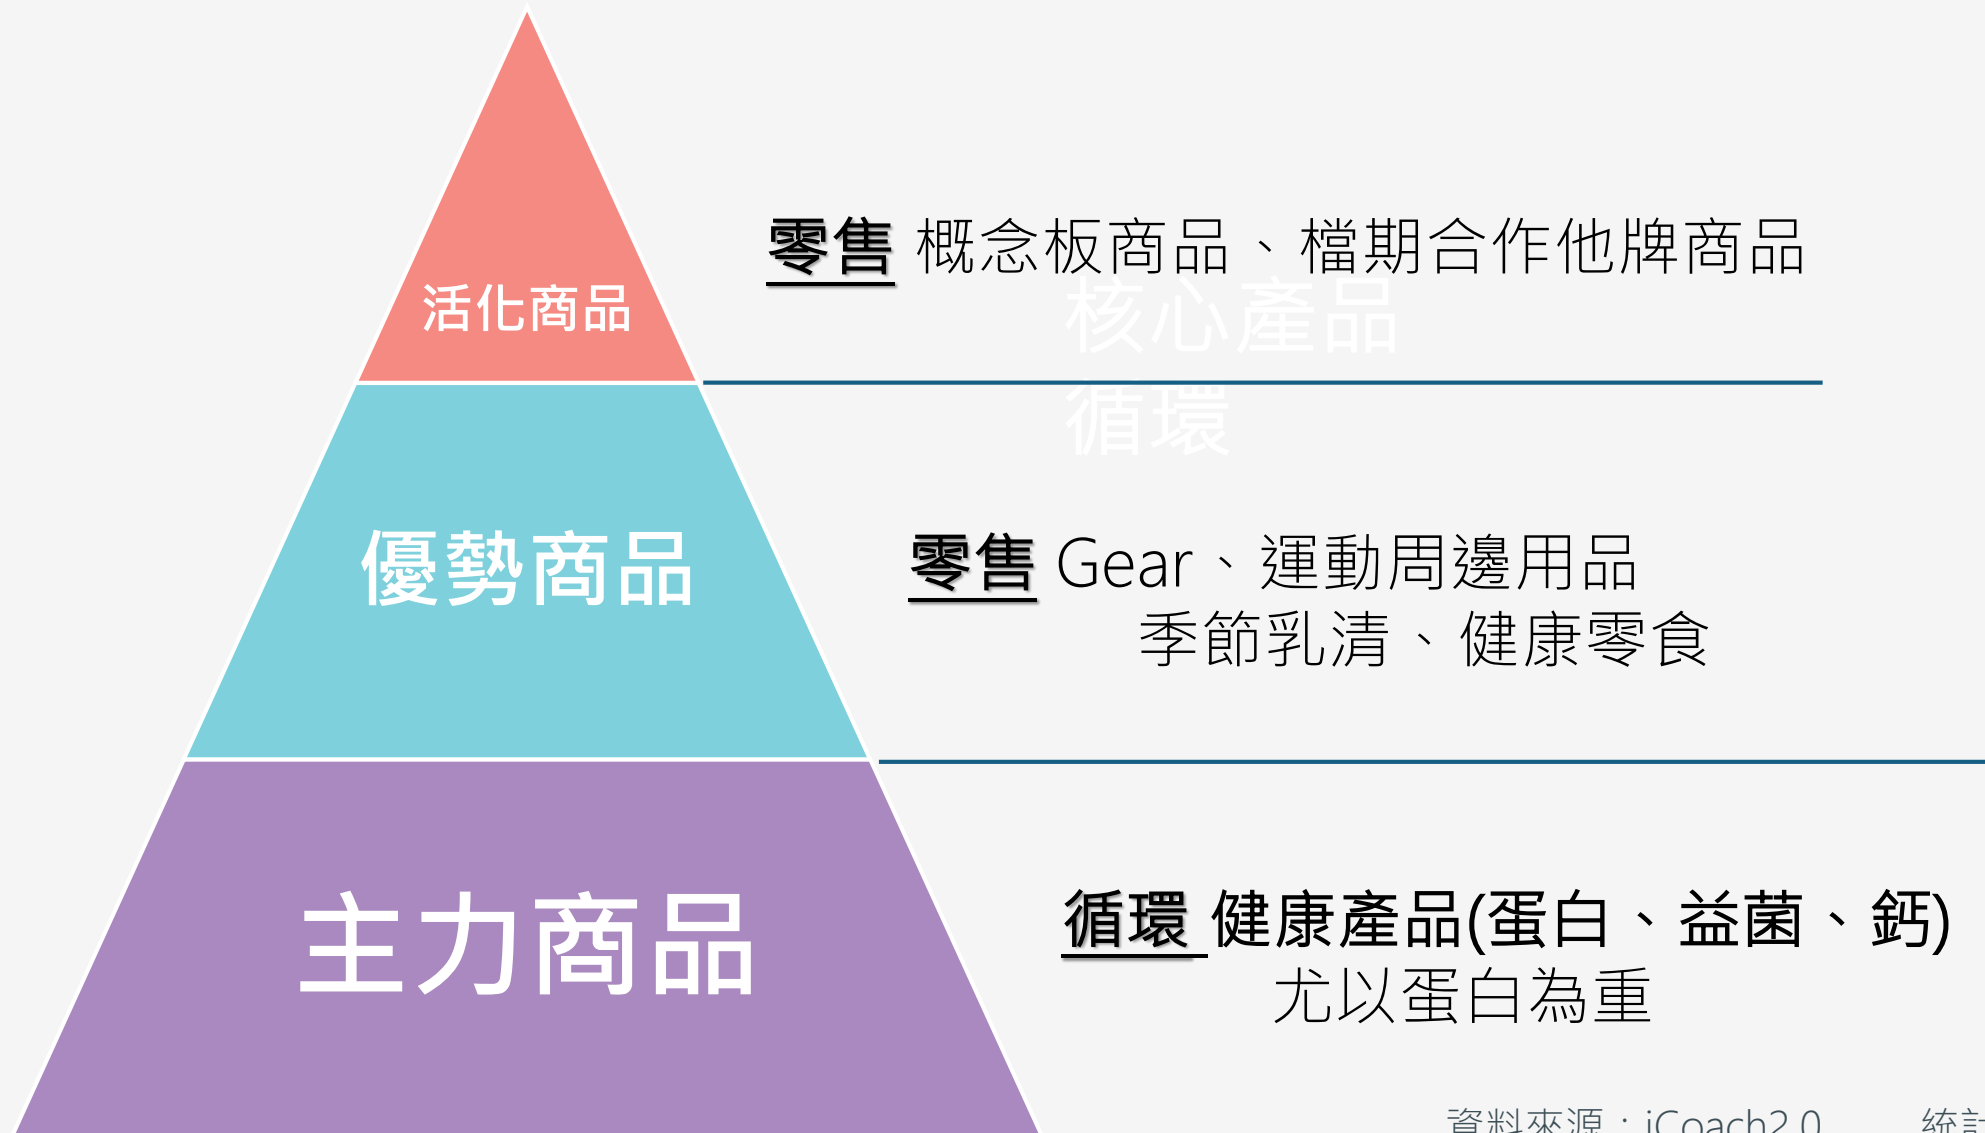 零售 概念板商品、檔期合作他牌商品
活化商品
核心產品
循環
優勢商品
零售 Gear、運動周邊用品
季節乳清、健康零食
主力商品
循環 健康產品(蛋白、益菌、鈣)
尤以蛋白為重
資料來源：iCoach2.0 統計